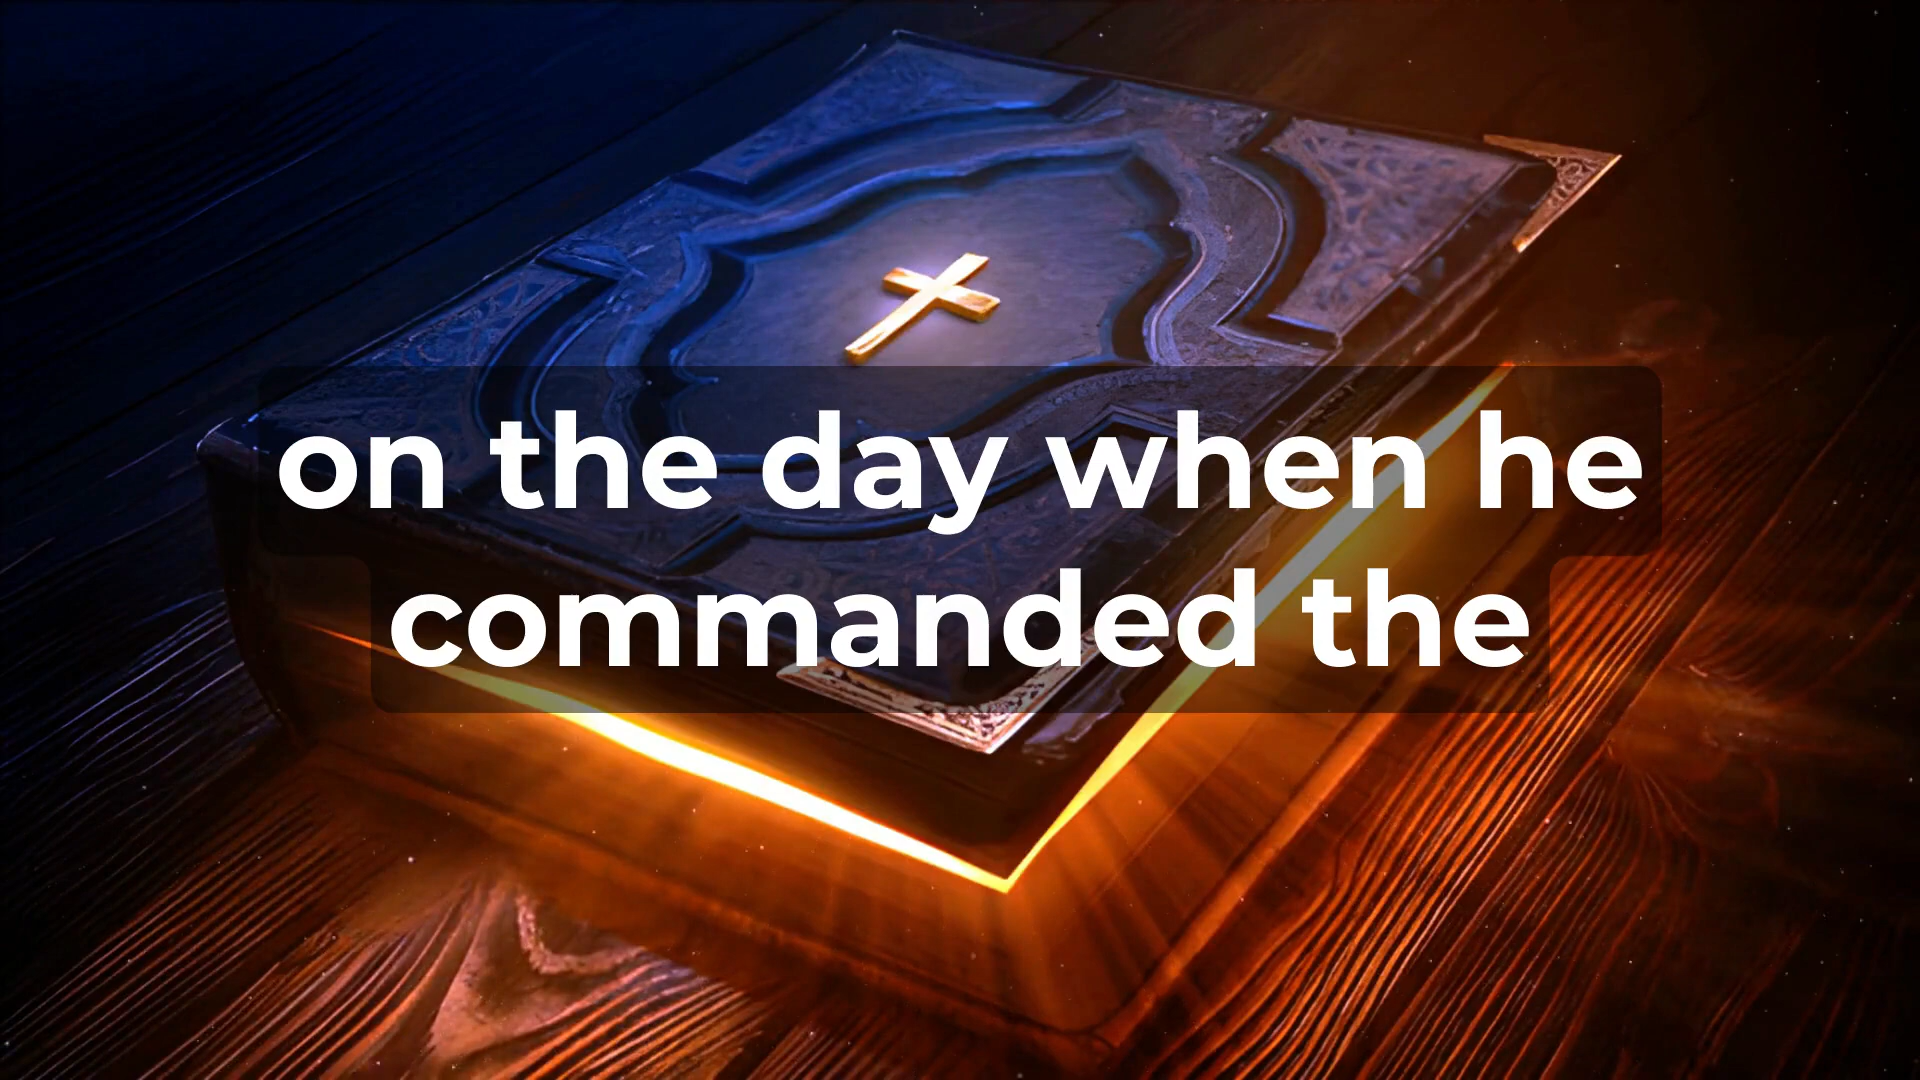 on the day when he
commanded the